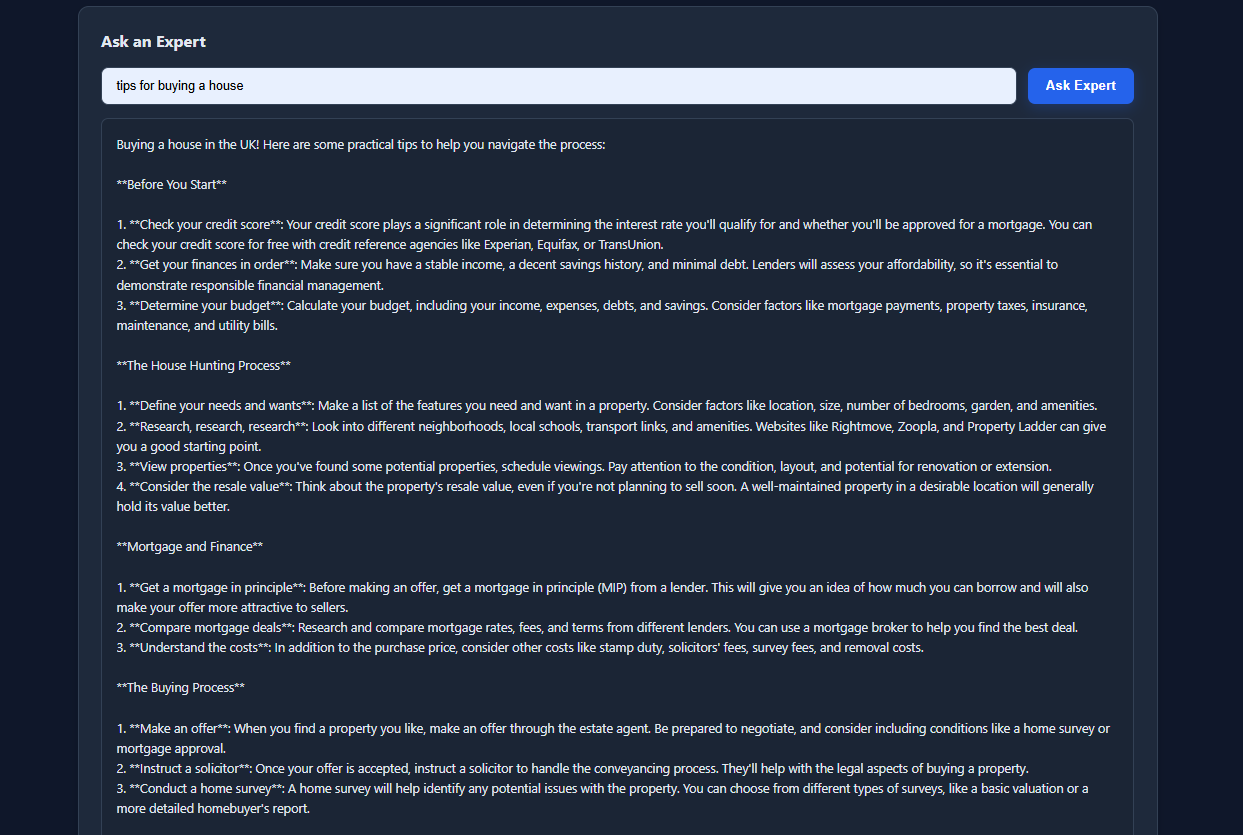 Ask an Expert
tips for buying a house
Ask Expert
Buying a house in the UK! Here are some practical tips to help you navigate the process:
**Before You Start**
1. **Check your credit score**: Your credit score plays a significant role in determining the interest rate you'll qualify for and whether you'll be approved for a mortgage. You can
check your credit score for free with credit reference agencies like Experian, Equifax, or TransUnion.
2. **Get your finances in order**: Make sure you have a stable income, a decent savings history, and minimal debt. Lenders will assess your affordability, so it's essential to
demonstrate responsible financial management.
3. **Determine your budget**: Calculate your budget, including your income, expenses, debts, and savings. Consider factors like mortgage payments, property taxes, insurance,
maintenance, and utility bills.
**The House Hunting Process**
1. **Define your needs and wants**: Make a list of the features you need and want in a property. Consider factors like location, size, number of bedrooms, garden, and amenities.
2. **Research, research, research**: Look into different neighborhoods, local schools, transport links, and amenities. Websites like Rightmove, Zoopla, and Property Ladder can give
you a good starting point.
3. **View properties**: Once you've found some potential properties, schedule viewings. Pay attention to the condition, layout, and potential for renovation or extension.
4. **Consider the resale value**: Think about the property's resale value, even if you're not planning to sell soon. A well-maintained property in a desirable location will generally
hold its value better.
**Mortgage and Finance**
1. **Get a mortgage in principle**: Before making an offer, get a mortgage in principle (MIP) from a lender. This will give you an idea of how much you can borrow and will also
make your offer more attractive to sellers.
2. **Compare mortgage deals**: Research and compare mortgage rates, fees, and terms from different lenders. You can use a mortgage broker to help you find the best deal.
3. **Understand the costs**: In addition to the purchase price, consider other costs like stamp duty, solicitors' fees, survey fees, and removal costs.
**The Buying Process**
1. **Make an offer**: When you find a property you like, make an offer through the estate agent. Be prepared to negotiate, and consider including conditions like a home survey or
mortgage approval.
2. **Instruct a solicitor**: Once your offer is accepted, instruct a solicitor to handle the conveyancing process. They'll help with the legal aspects of buying a property.
3. **Conduct a home survey**: A home survey will help identify any potential issues with the property. You can choose from different types of surveys, like a basic valuation or a
more detailed homebuyer's report.